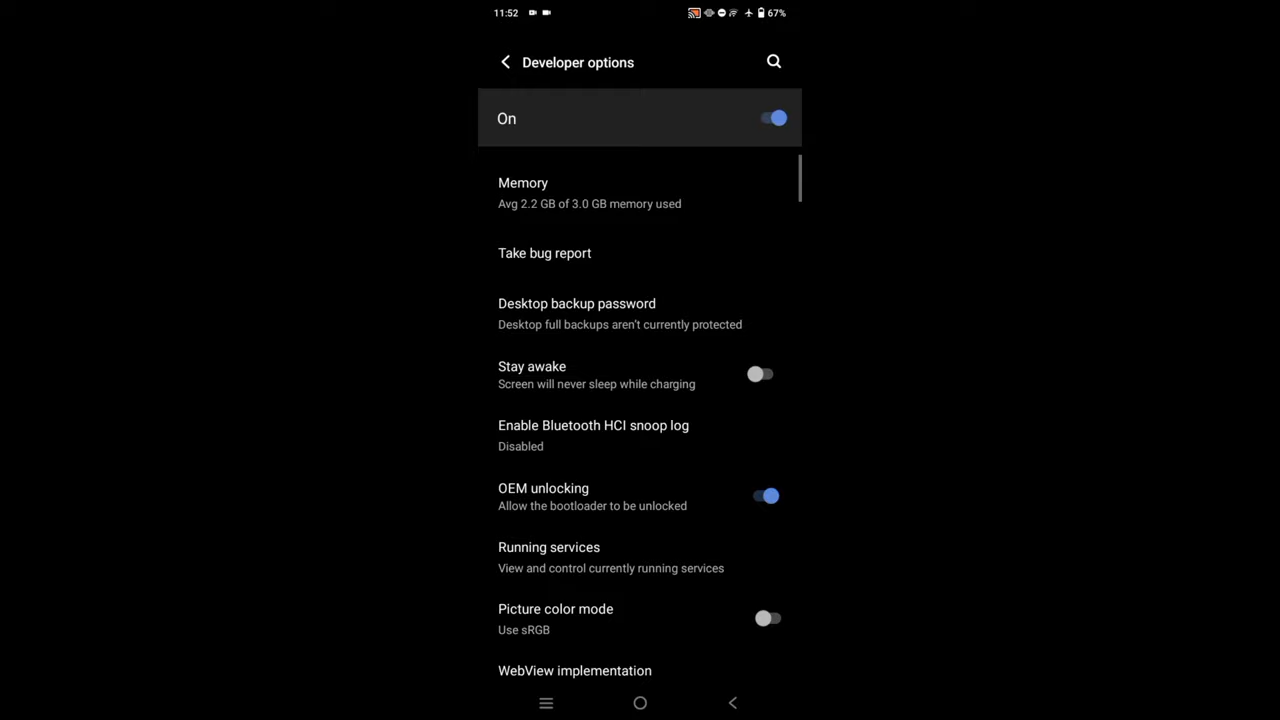 11:52
67%
Developer options
On
Memory
Avg 2.2 GB of 3.0 GB memory used
Take bug report
Desktop backup password
Desktop full backups aren't currently protected
Stay awake
Screen will never sleep while charging
Enable Bluetooth HCI snoop log
Disabled
OEM unlocking
Allow the bootloader to be unlocked
Running services
View and control currently running services
Picture color mode
Use sRGB
WebView implementation